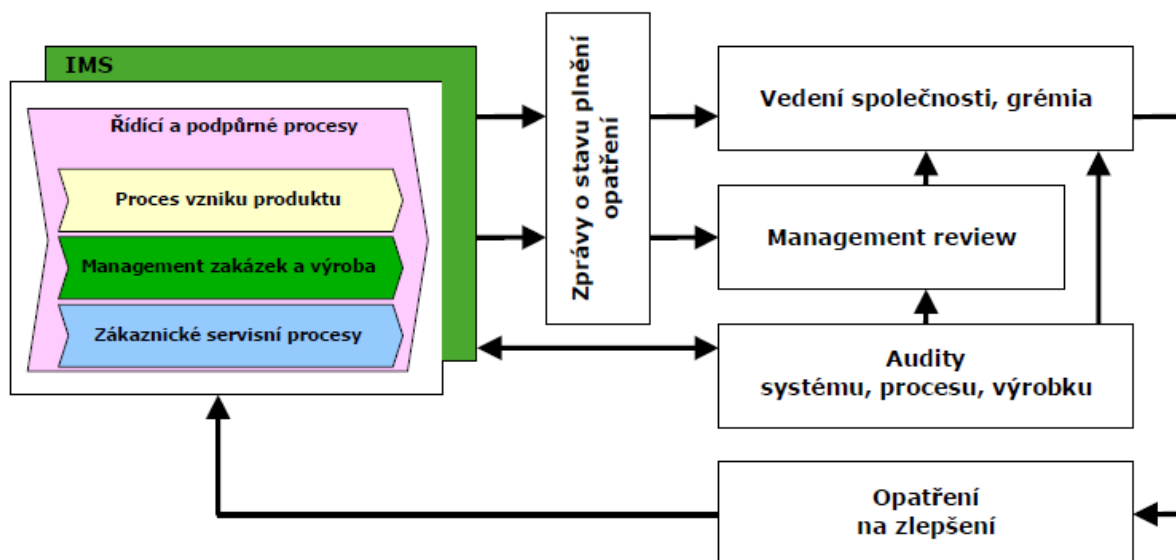 IMS
Řídící a podpůrné procesy
Proces vzniku produktu
Management zakázek a výroba
Zákaznické servisní procesy
Zprávy o stavu plnění
opatření
Vedení společnosti, grémia
Management review
Audity
systému, procesu, výrobku
Opatření
na zlepšení